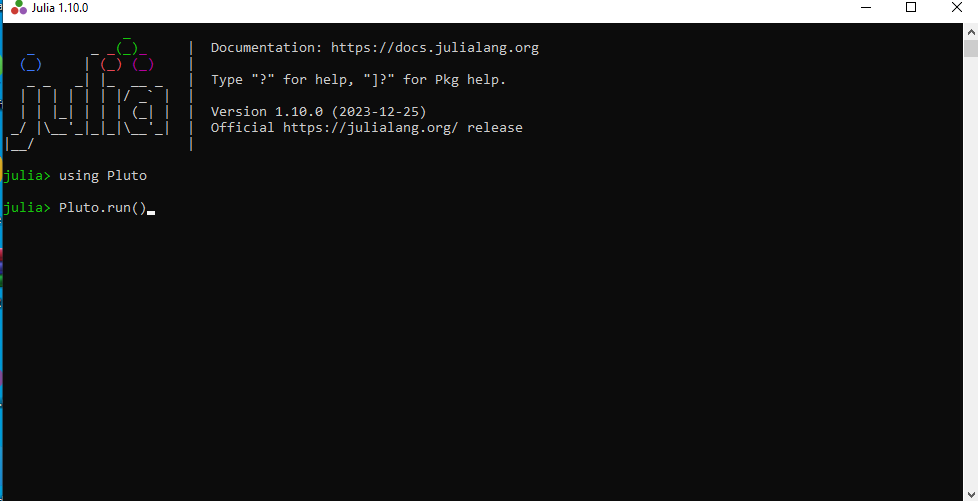 Julia 1.10.0
Documentation: https://docs.julialang.org
Type "?" for help, "]?" for Pkg help.
Version 1.10.0 (2023-12-25)
Official https://julialang.org/ release
julia
julia> using Pluto
julia> Pluto.run()